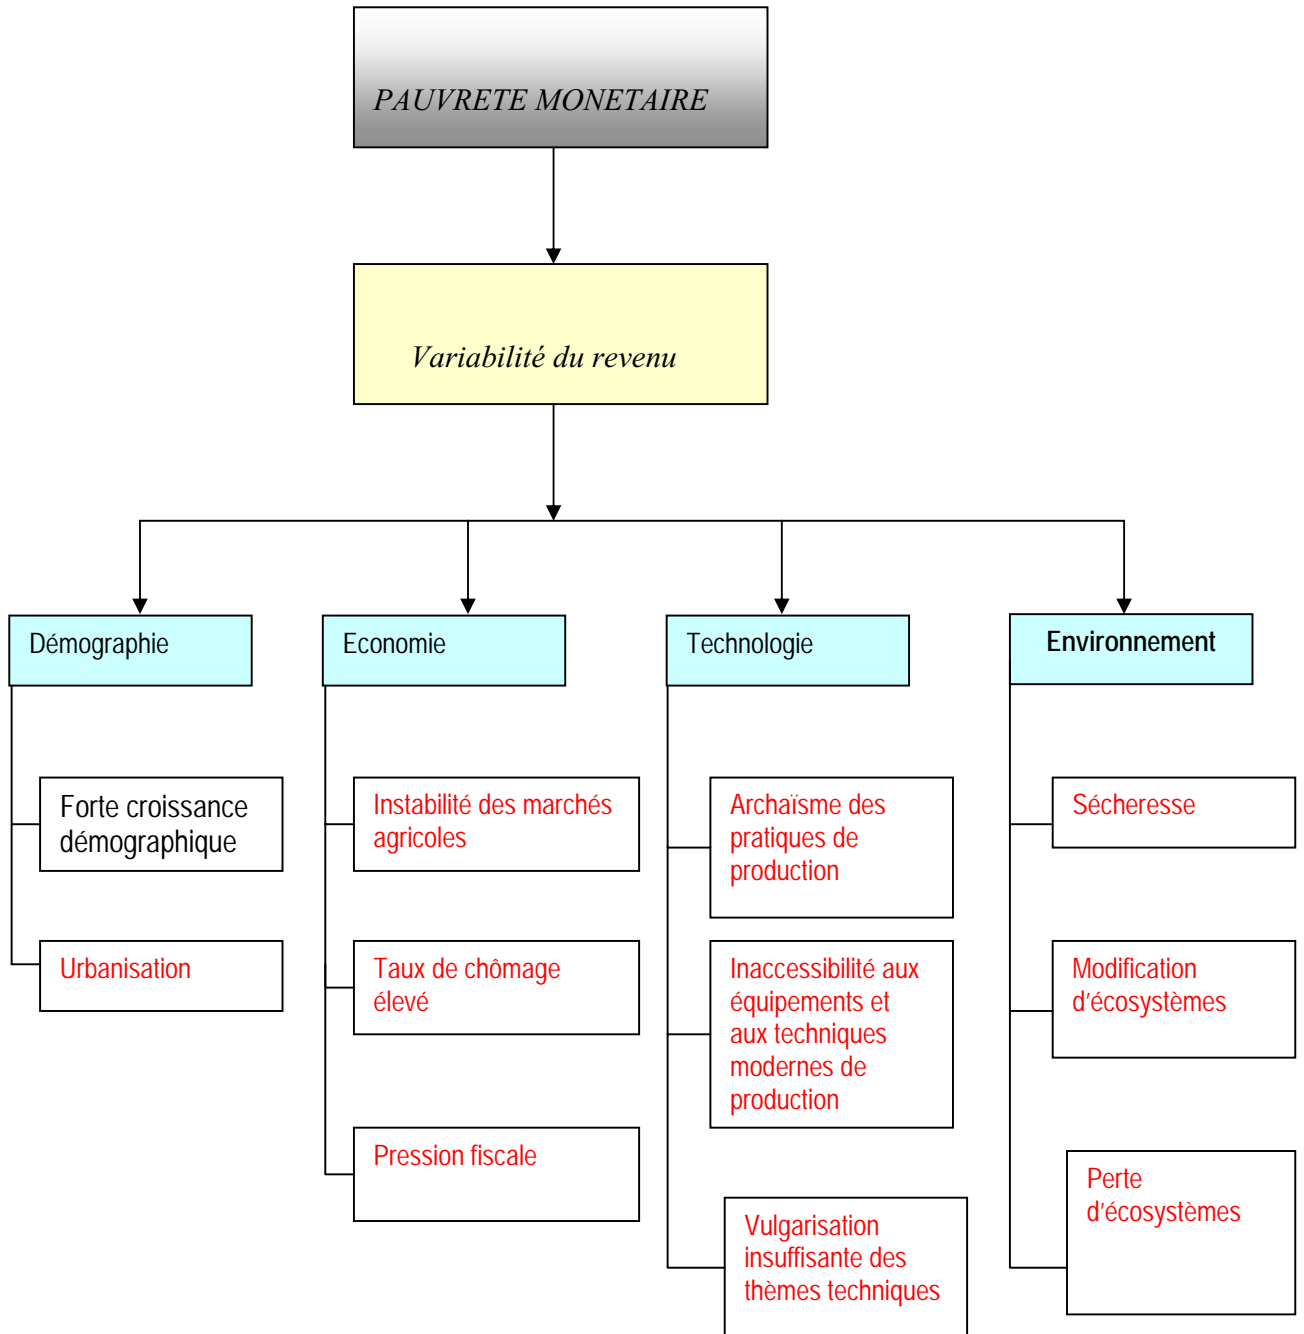 PAUVRETE MONETAIRE
Variabilité du revenu
Démographie
Forte croissance
démographique
Urbanisation
Economie
Instabilité des marchés
agricoles
Taux de chômage
élevé
Pression fiscale
Technologie
Archaïsme des
pratiques de
production
Inaccessibilité aux
équipements et
aux techniques
modernes de
production
Vulgarisation
insuffisante des
thèmes techniques
Environnement
Sécheresse
Modification
d'écosystèmes
Perte
d'écosystèmes